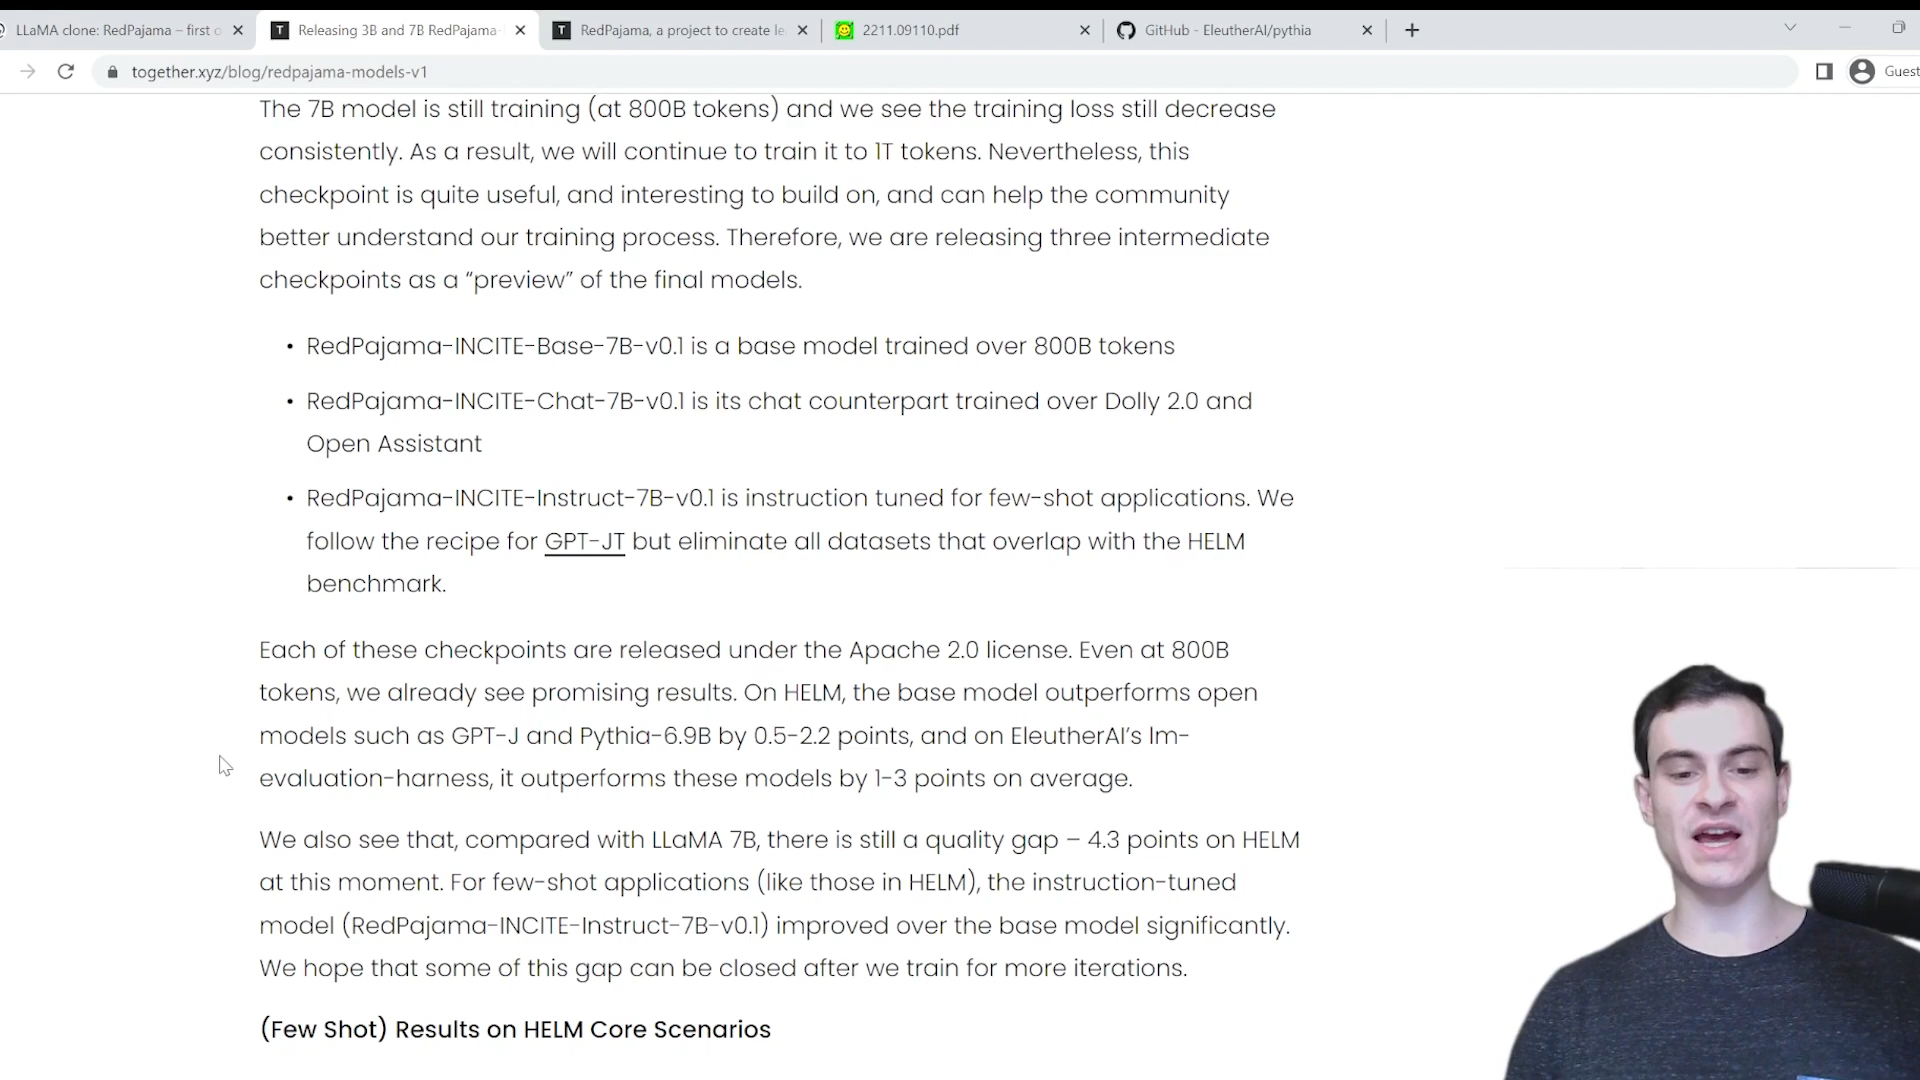 LLaMA clone: RedPajama – first o
Releasing 3B and 7B RedPajama-
RedPajama, a project to create le
2211.09110.pdf
GitHub - EleutherAI/pythia
together.xyz/blog/redpajama-models-v1
Guest
The 7B model is still training (at 800B tokens) and we see the training loss still decrease
consistently. As a result, we will continue to train it to 1T tokens. Nevertheless, this
checkpoint is quite useful, and interesting to build on, and can help the community
better understand our training process. Therefore, we are releasing three intermediate
checkpoints as a “preview” of the final models.
• RedPajama-INCITE-Base-7B-v0.1 is a base model trained over 800B tokens
• RedPajama-INCITE-Chat-7B-v0.1 is its chat counterpart trained over Dolly 2.0 and
Open Assistant
• RedPajama-INCITE-Instruct-7B-v0.1 is instruction tuned for few-shot applications. We
follow the recipe for GPT-JT but eliminate all datasets that overlap with the HELM
benchmark.
Each of these checkpoints are released under the Apache 2.0 license. Even at 800B
tokens, we already see promising results. On HELM, the base model outperforms open
models such as GPT-J and Pythia-6.9B by 0.5-2.2 points, and on EleutherAI’s lm-
evaluation-harness, it outperforms these models by 1-3 points on average.
We also see that, compared with LLaMA 7B, there is still a quality gap – 4.3 points on HELM
at this moment. For few-shot applications (like those in HELM), the instruction-tuned
model (RedPajama-INCITE-Instruct-7B-v0.1) improved over the base model significantly.
We hope that some of this gap can be closed after we train for more iterations.
(Few Shot) Results on HELM Core Scenarios